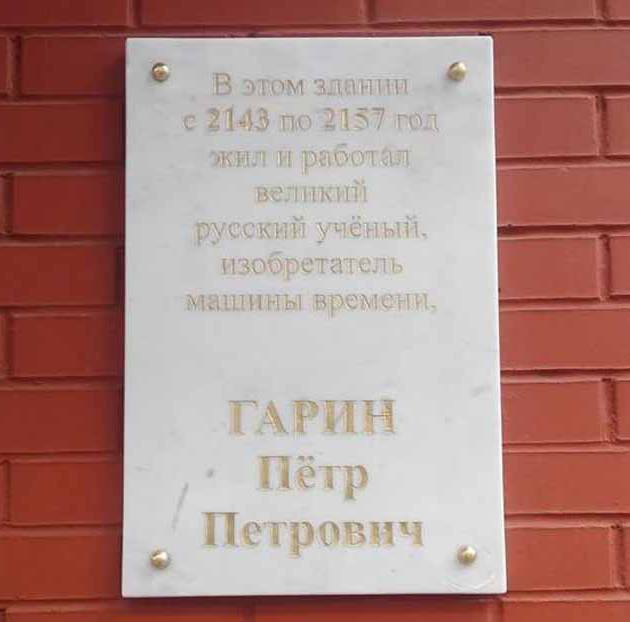 В этом здании
с 2143 по 2157 год
жил и работал
великий
русский учёный,
изобретатель
машины времени,
ГАРИН
Пётр
Петрович